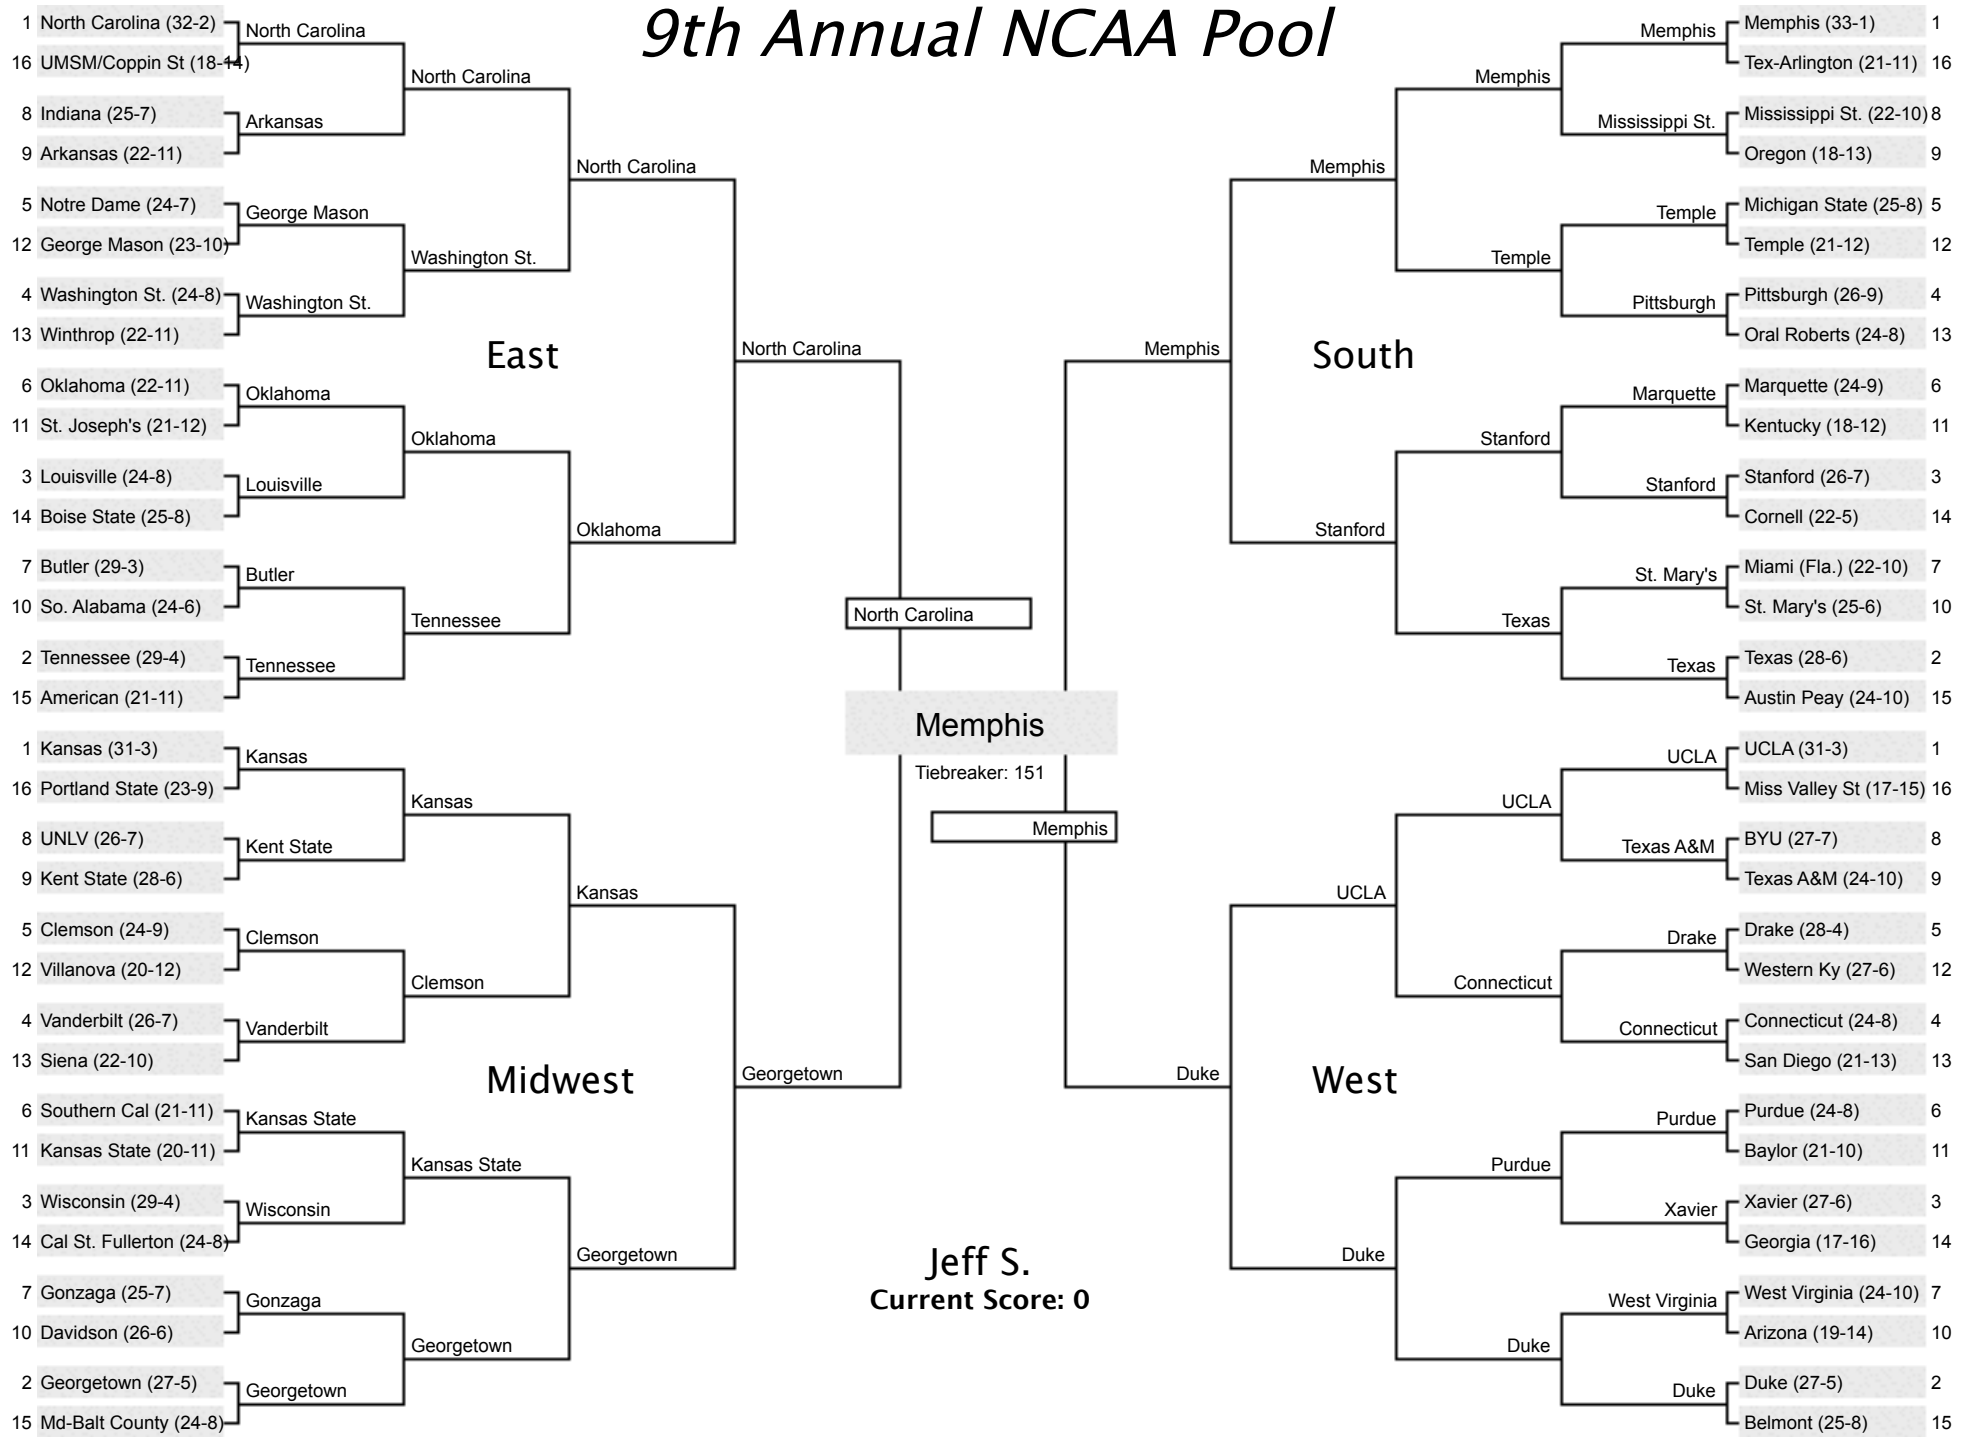 9th Annual NCAA Pool
1 North Carolina (32-2)
16 UMSM/Coppin St (18-14)
8 Indiana (25-7)
9 Arkansas (22-11)
5 Notre Dame (24-7)
12 George Mason (23-10)
4 Washington St. (24-8)
13 Winthrop (22-11)
6 Oklahoma (22-11)
11 St. Joseph's (21-12)
3 Louisville (24-8)
14 Boise State (25-8)
7 Butler (29-3)
10 So. Alabama (24-6)
2 Tennessee (29-4)
15 American (21-11)
North Carolina
Arkansas
George Mason
Washington St.
Oklahoma
Louisville
Butler
Tennessee
North Carolina
Washington St.
Oklahoma
Tennessee
North Carolina
Oklahoma
East
North Carolina
1 Kansas (31-3)
16 Portland State (23-9)
8 UNLV (26-7)
9 Kent State (28-6)
5 Clemson (24-9)
12 Villanova (20-12)
4 Vanderbilt (26-7)
13 Siena (22-10)
6 Southern Cal (21-11)
11 Kansas State (20-11)
3 Wisconsin (29-4)
14 Cal St. Fullerton (24-8)
7 Gonzaga (25-7)
10 Davidson (26-6)
2 Georgetown (27-5)
15 Md-Balt County (24-8)
Kansas
Kent State
Clemson
Vanderbilt
Kansas State
Wisconsin
Gonzaga
Georgetown
Kansas
Clemson
Kansas State
Georgetown
Kansas
Georgetown
Midwest
Georgetown
North Carolina
Memphis
Tiebreaker: 151
Memphis
Jeff S.
Current Score: 0
Memphis
South
Memphis
Stanford
Memphis
Temple
Stanford
Texas
Memphis
Mississippi St.
Temple
Pittsburgh
Marquette
Stanford
St. Mary's
Texas
Memphis (33-1) 1
Tex-Arlington (21-11) 16
Mississippi St. (22-10) 8
Oregon (18-13) 9
Michigan State (25-8) 5
Temple (21-12) 12
Pittsburgh (26-9) 4
Oral Roberts (24-8) 13
Marquette (24-9) 6
Kentucky (18-12) 11
Stanford (26-7) 3
Cornell (22-5) 14
Miami (Fla.) (22-10) 7
St. Mary's (25-6) 10
Texas (28-6) 2
Austin Peay (24-10) 15
Duke
West
UCLA
Duke
UCLA
Connecticut
Purdue
Duke
UCLA
Texas A&M
Drake
Connecticut
Purdue
Xavier
West Virginia
Duke
UCLA (31-3) 1
Miss Valley St (17-15) 16
BYU (27-7) 8
Texas A&M (24-10) 9
Drake (28-4) 5
Western Ky (27-6) 12
Connecticut (24-8) 4
San Diego (21-13) 13
Purdue (24-8) 6
Baylor (21-10) 11
Xavier (27-6) 3
Georgia (17-16) 14
West Virginia (24-10) 7
Arizona (19-14) 10
Duke (27-5) 2
Belmont (25-8) 15